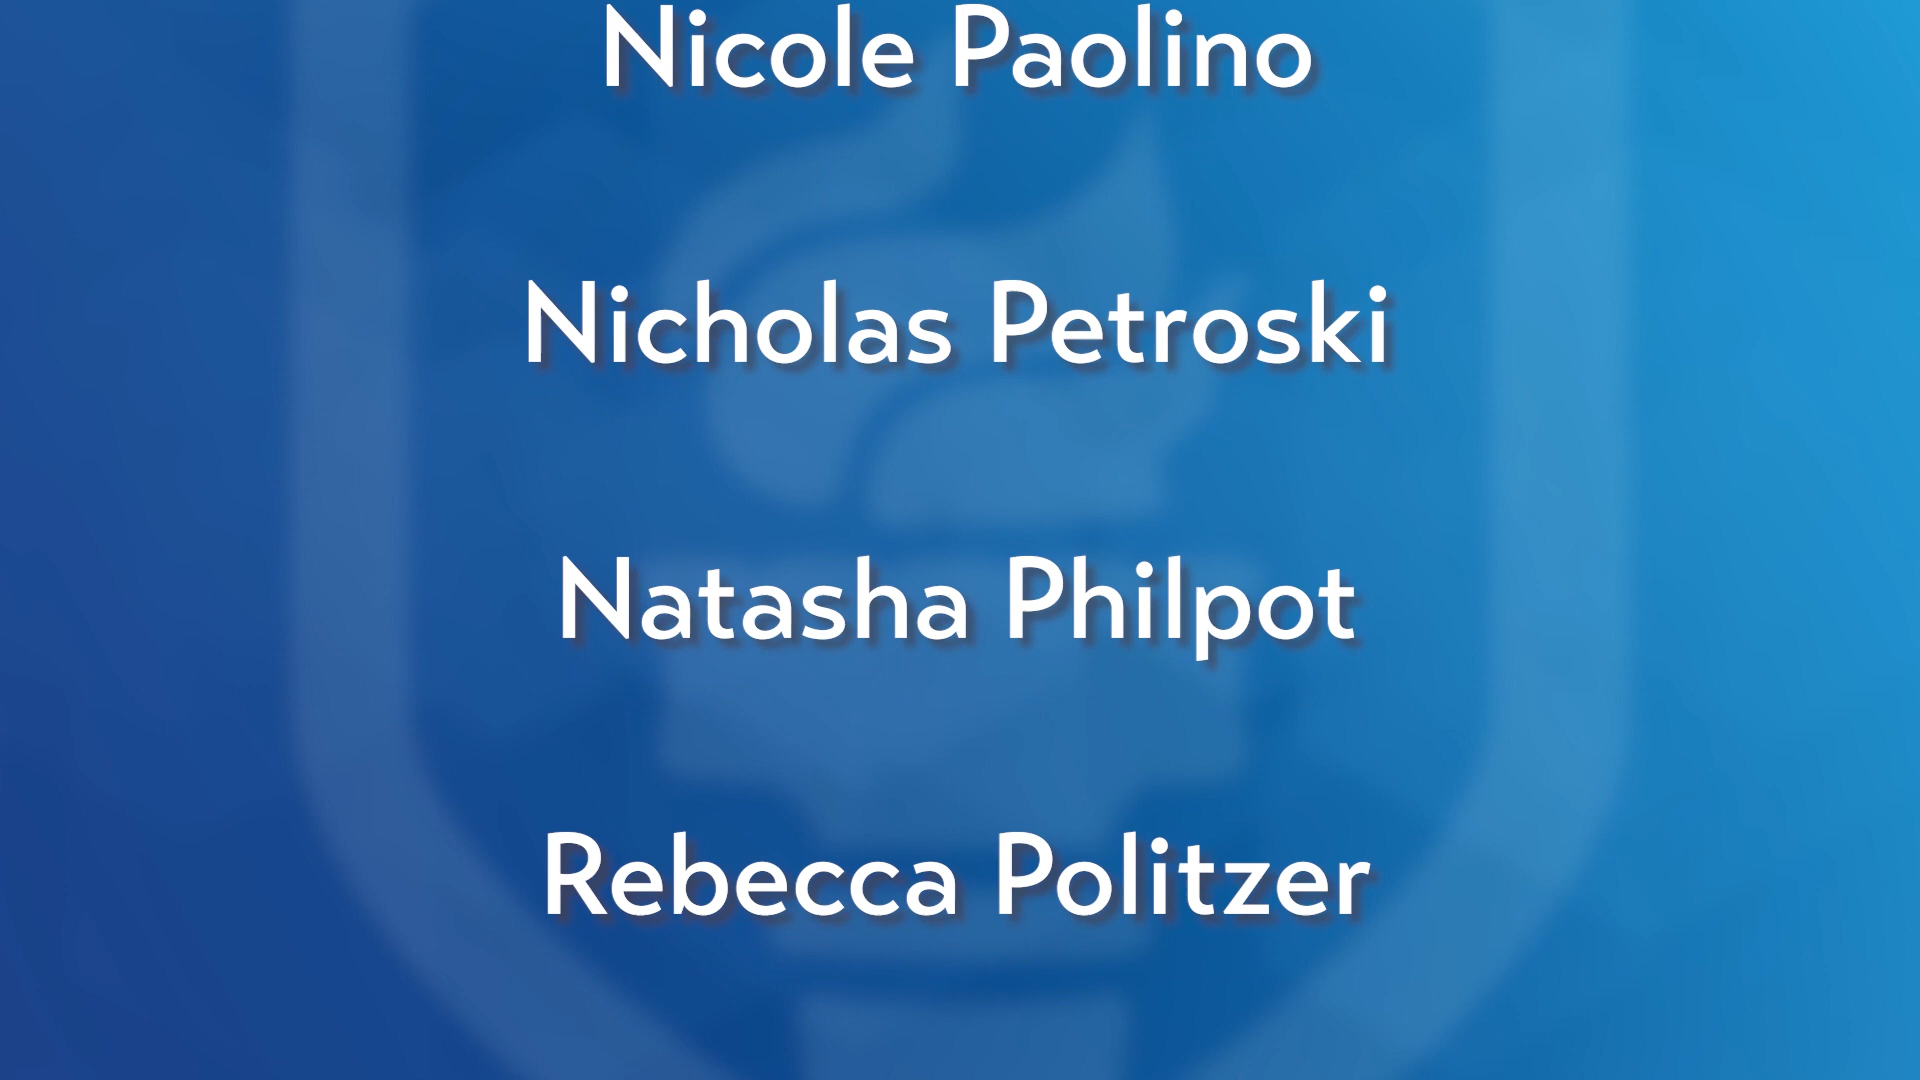 Nicole Paolino
Nicholas Petroski
Natasha Philpot
Rebecca Politzer